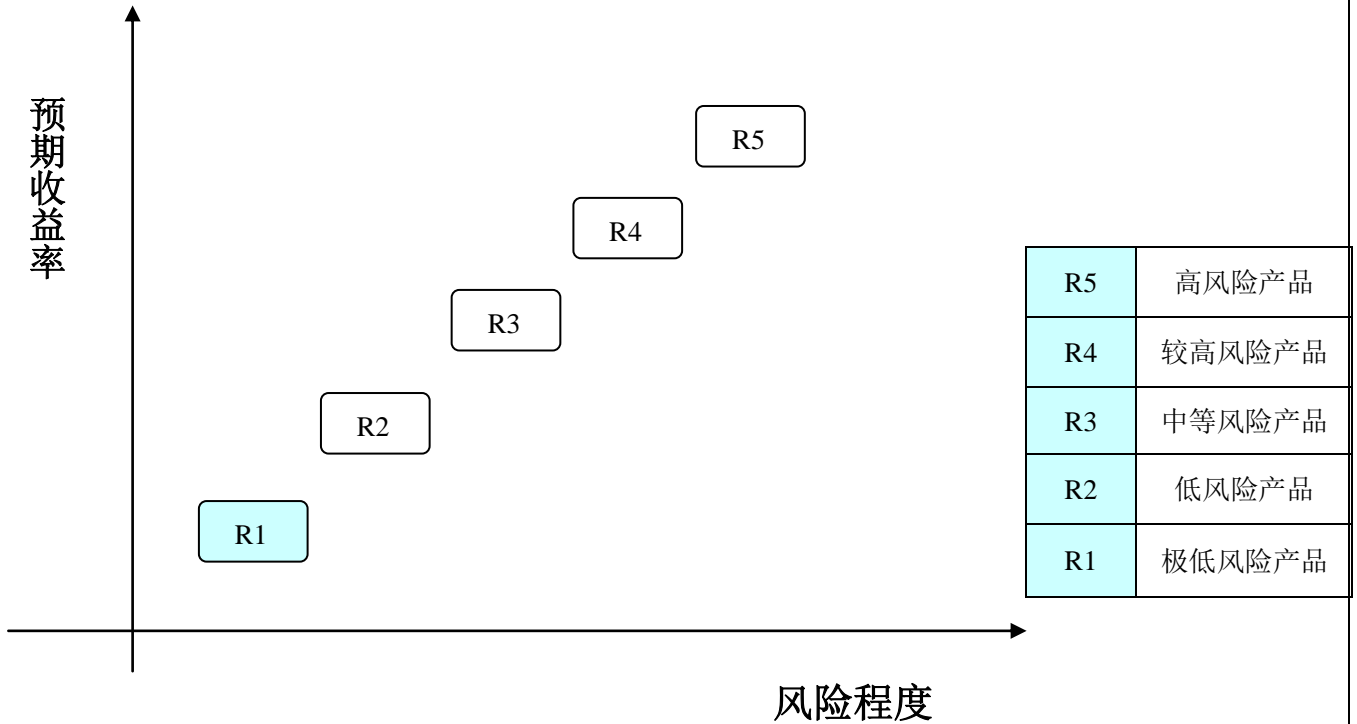 预期收益率
R5
R4
R3
R2
R1
风险程度
R5 高风险产品
R4 较高风险产品
R3 中等风险产品
R2 低风险产品
R1 极低风险产品